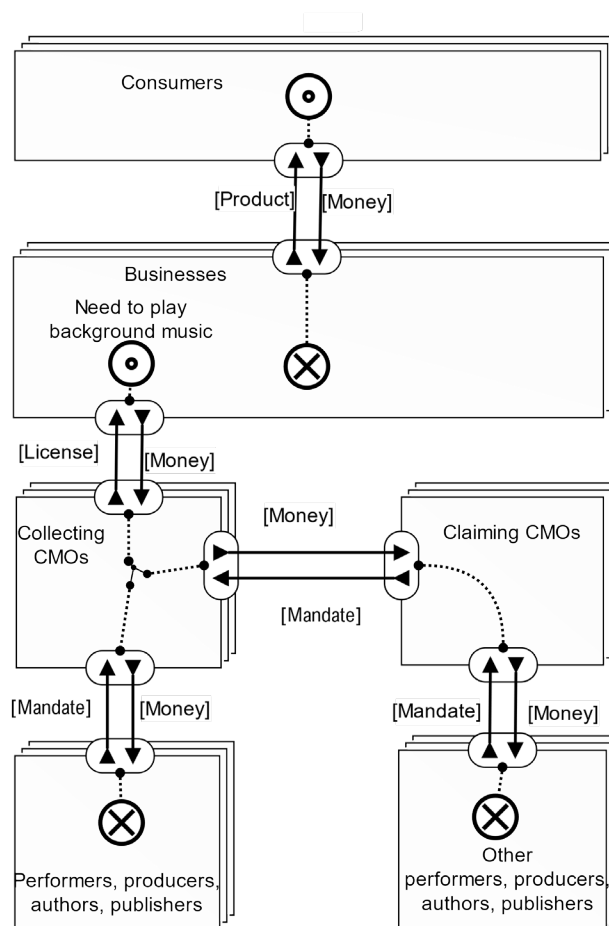 Consumers
[Product]
[Money]
Businesses
Need to play
background music
[License]
[Money]
Collecting
CMOs
[Money]
Claiming CMOs
[Mandate]
[Mandate]
[Money]
[Mandate]
[Money]
Performers, producers,
authors, publishers
Other
performers, producers,
authors, publishers